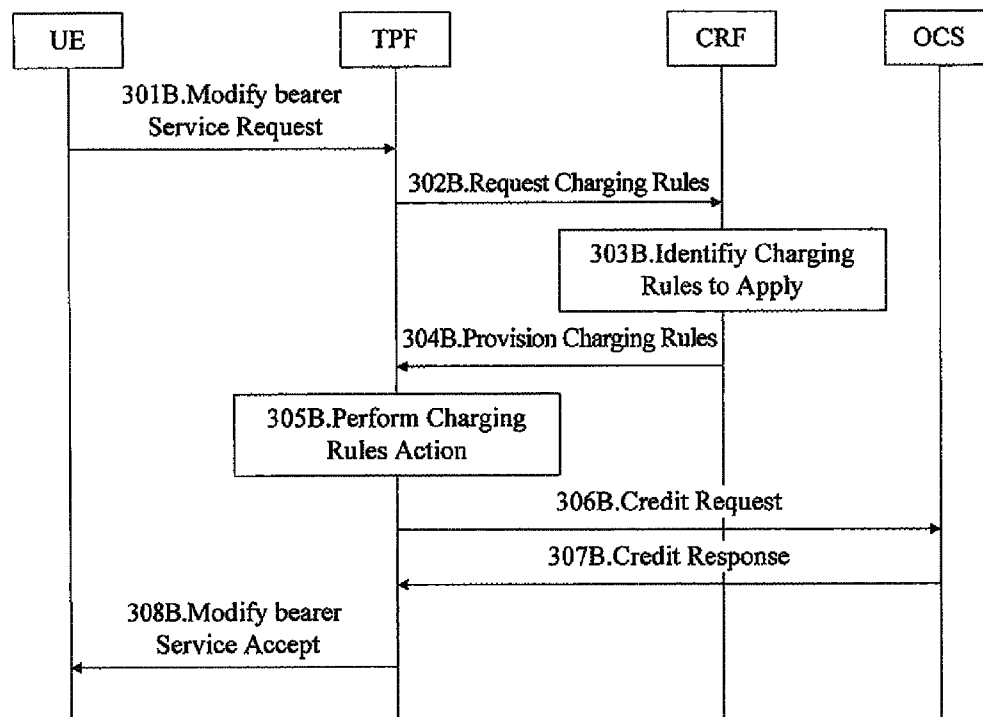 UE
TPF
CRF
OCS
301B.Modify bearer
Service Request
302B.Request Charging Rules
303B.Identifiy Charging
Rules to Apply
304B.Provision Charging Rules
305B.Perform Charging
Rules Action
306B.Credit Request
307B.Credit Response
308B.Modify bearer
Service Accept